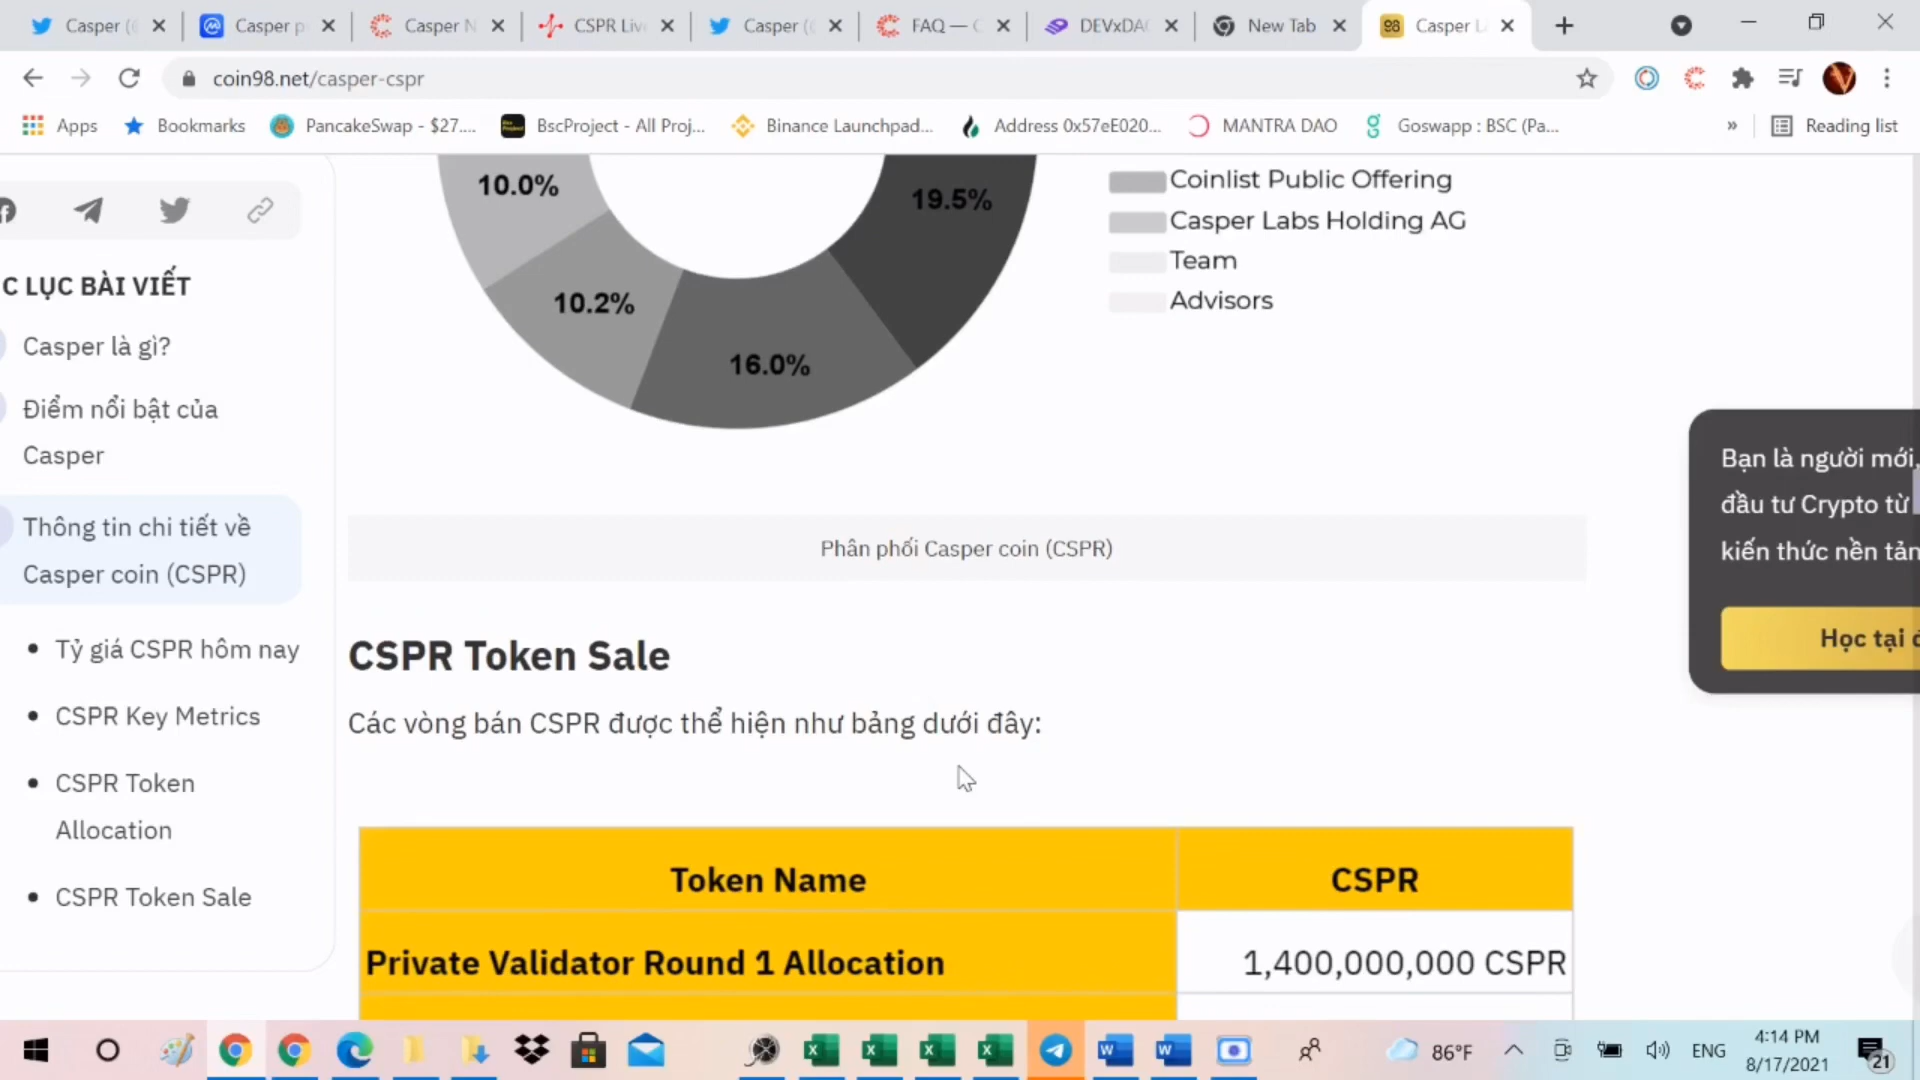 Casper (
Casper p
Casper N
CSPR Liv
Casper (
FAQ — C
DEVxDAO
New Tab
Casper L
coin98.net/casper-cspr
Apps
Bookmarks
PancakeSwap - $27....
BscProject - All Proj...
Binance Launchpad...
Address 0x57eE020...
MANTRA DAO
Goswapp : BSC (Pa...
»
Reading list
C LỤC BÀI VIẾT
Casper là gì?
Điểm nổi bật của
Casper
Thông tin chi tiết về
Casper coin (CSPR)
Tỷ giá CSPR hôm nay
CSPR Key Metrics
CSPR Token
Allocation
CSPR Token Sale
10.0%
19.5%
10.2%
16.0%
Coinlist Public Offering
Casper Labs Holding AG
Team
Advisors
Phân phối Casper coin (CSPR)
CSPR Token Sale
Các vòng bán CSPR được thể hiện như bảng dưới đây:
Token Name
CSPR
Private Validator Round 1 Allocation
1,400,000,000 CSPR
Bạn là người mới,
đầu tư Crypto từ
kiến thức nền tản
Học tại đ
86°F
ENG
4:14 PM
8/17/2021
21